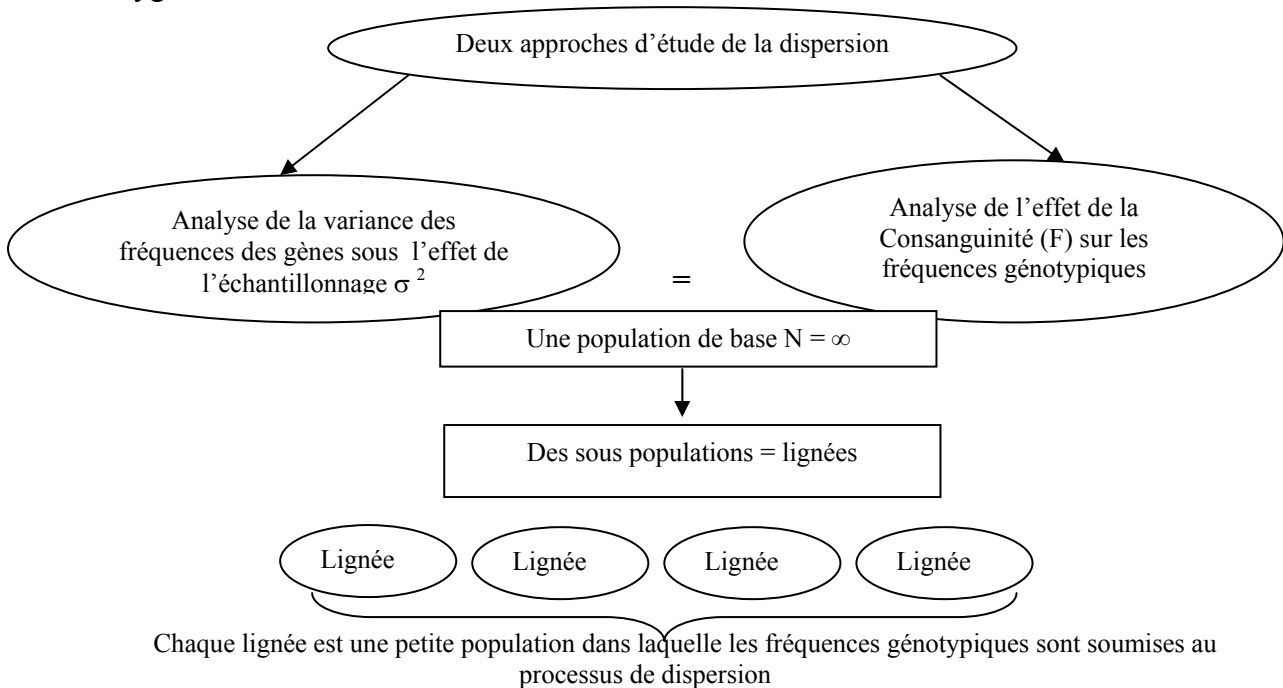 Deux approches d'étude de la dispersion
Analyse de la variance des
fréquences des gènes sous l'effet de
l'échantillonnage σ ²
=
Analyse de l'effet de la
Consanguinité (F) sur les
fréquences génotypiques
Une population de base N = ∞
Des sous populations = lignées
Lignée
Lignée
Lignée
Lignée
Chaque lignée est une petite population dans laquelle les fréquences génotypiques sont soumises au
processus de dispersion